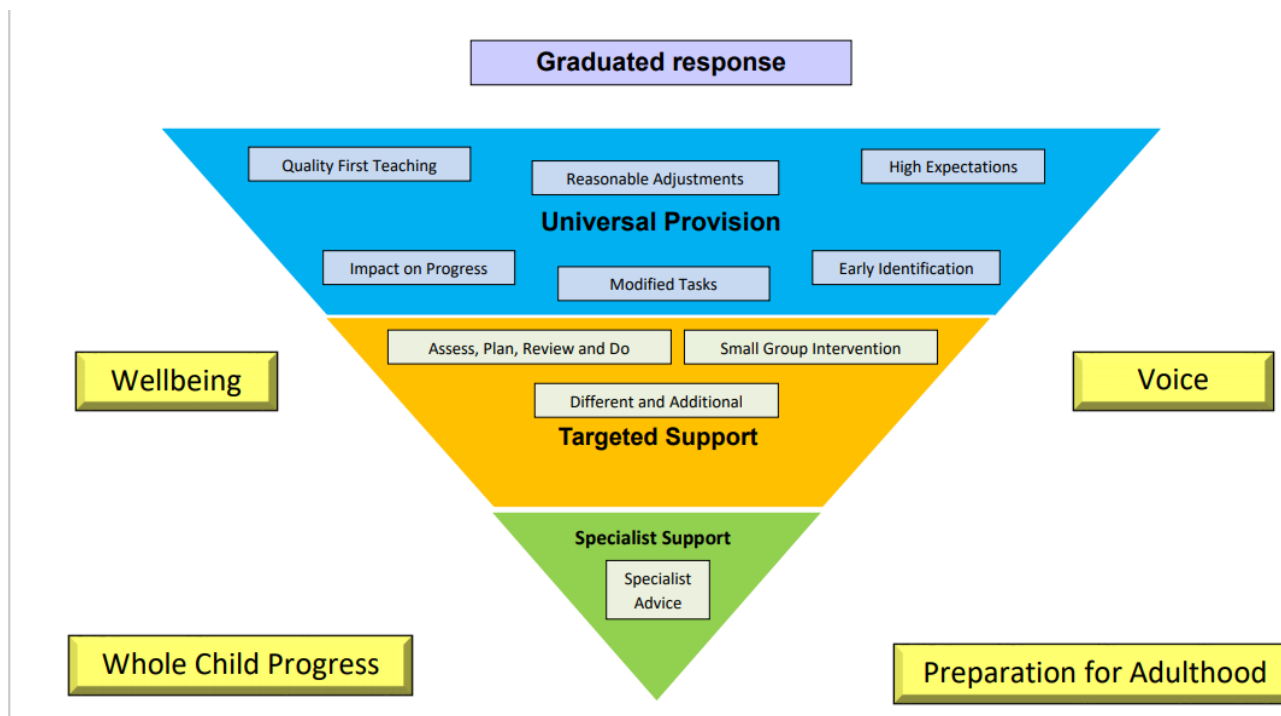 Graduated response
Quality First Teaching
Reasonable Adjustments
High Expectations
Universal Provision
Impact on Progress
Modified Tasks
Early Identification
Assess, Plan, Review and Do
Small Group Intervention
Different and Additional
Targeted Support
Wellbeing
Voice
Specialist Support
Specialist
Advice
Whole Child Progress
Preparation for Adulthood